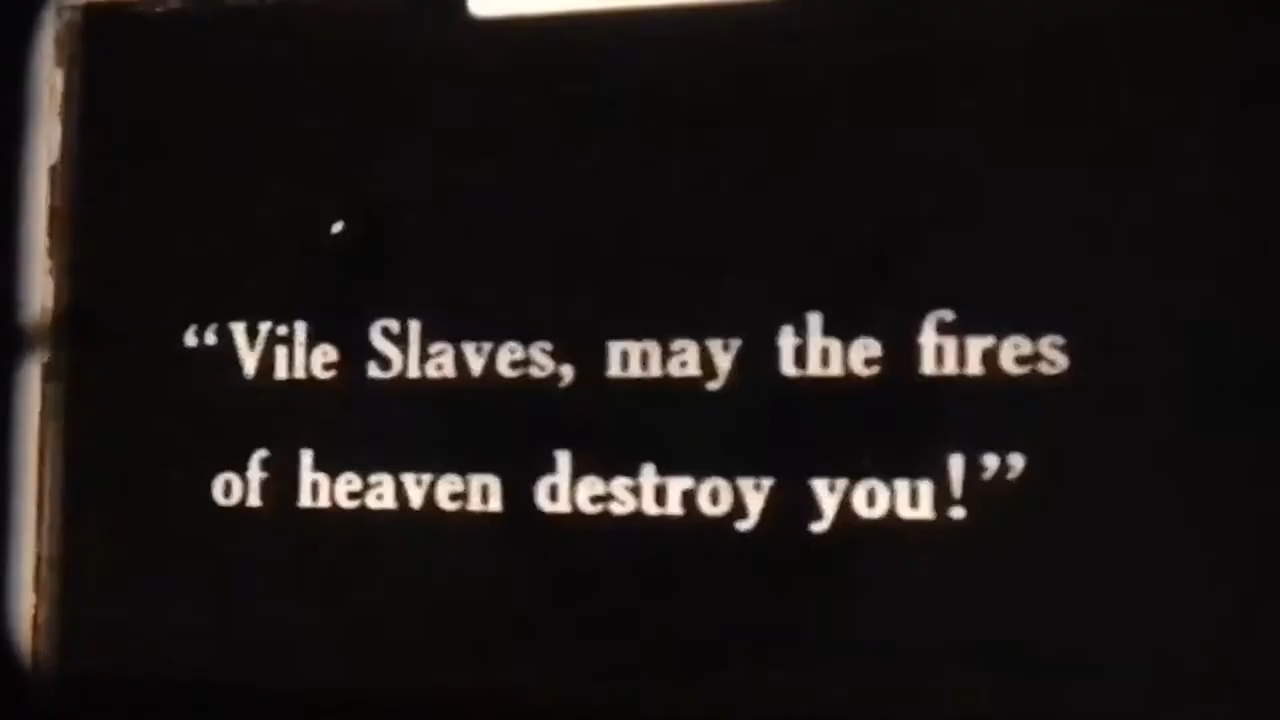 “Vile Slaves, may the fires
of heaven destroy you!”